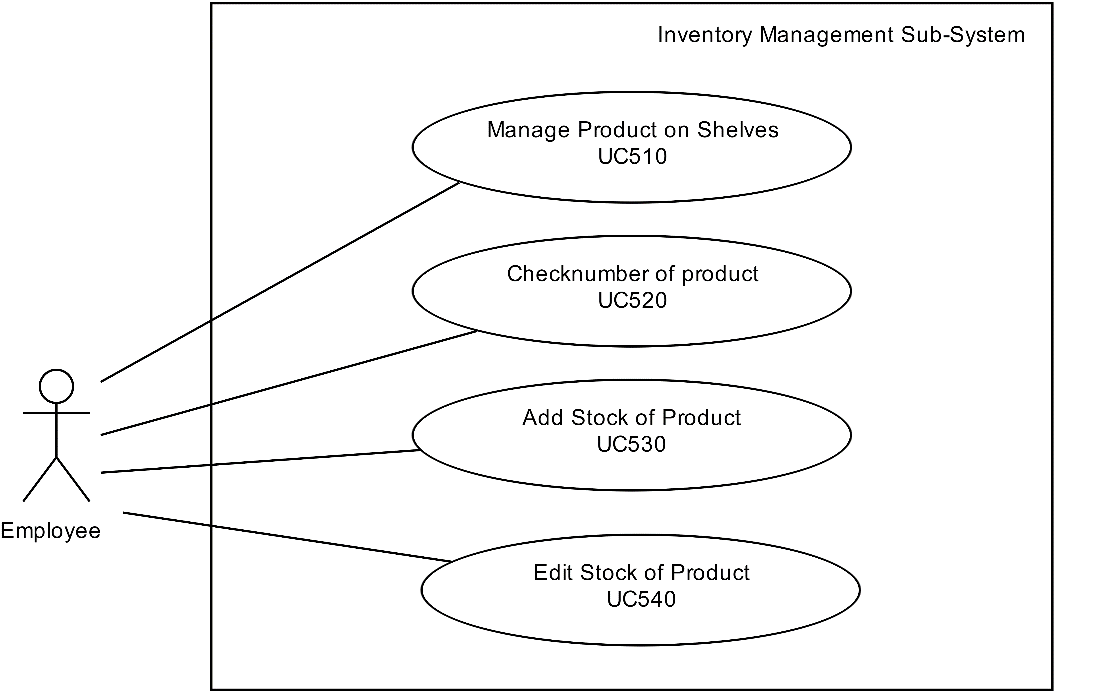 Inventory Management Sub-System
Manage Product on Shelves
UC510
Checknumber of product
UC520
Add Stock of Product
UC530
Employee
Edit Stock of Product
UC540